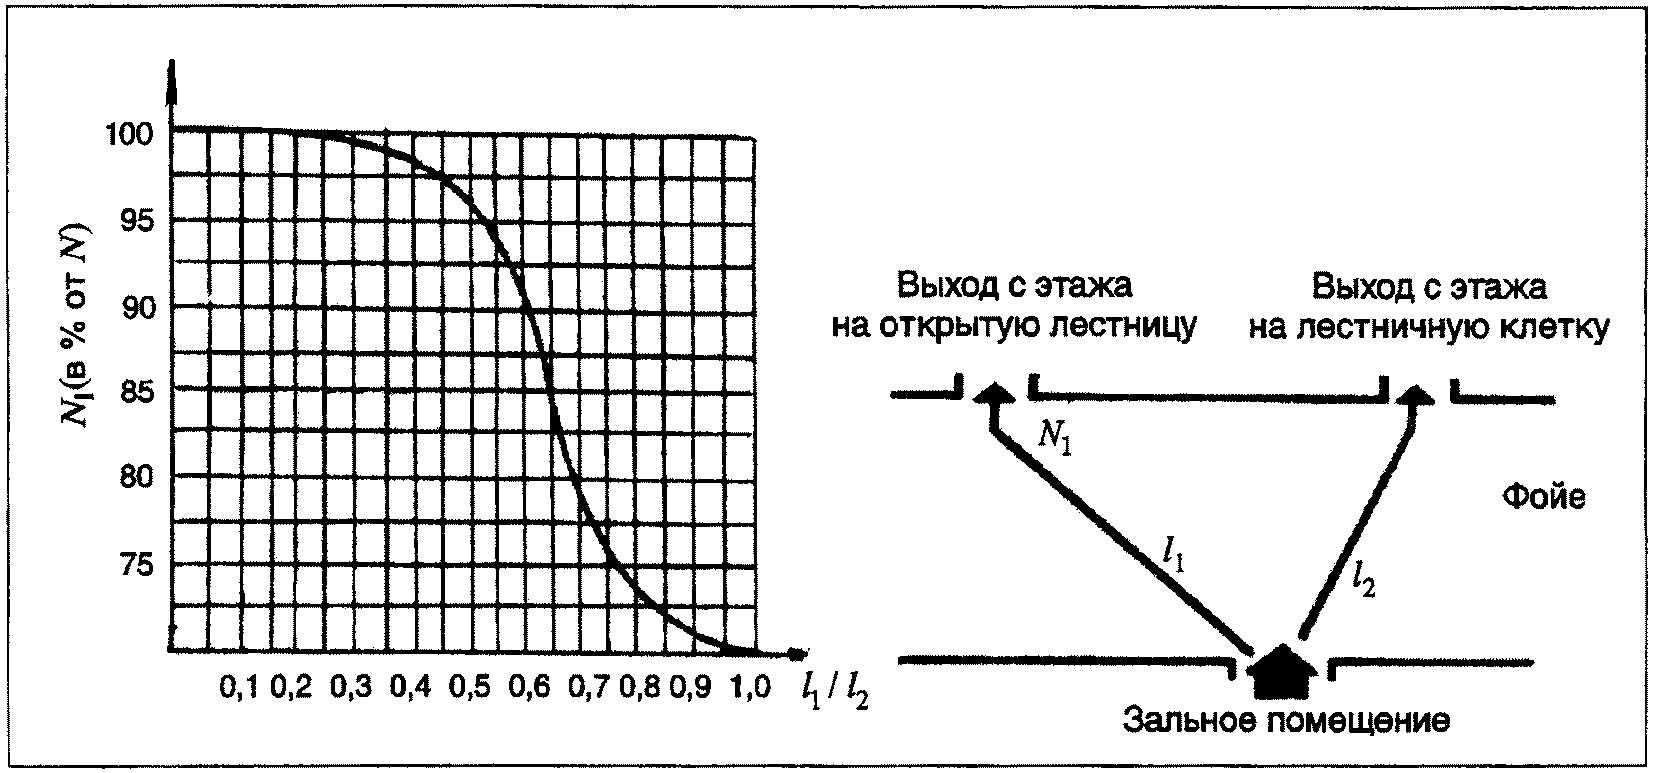 100
95
90
85
80
75
N₁(в % от N)
0,1 0,2 0,3 0,4 0,5 0,6 0,7 0,8 0,9 1,0 l₁ / l₂
Выход с этажа
на открытую лестницу
Выход с этажа
на лестничную клетку
N₁
Фойе
l₁
l₂
Зальное помещение